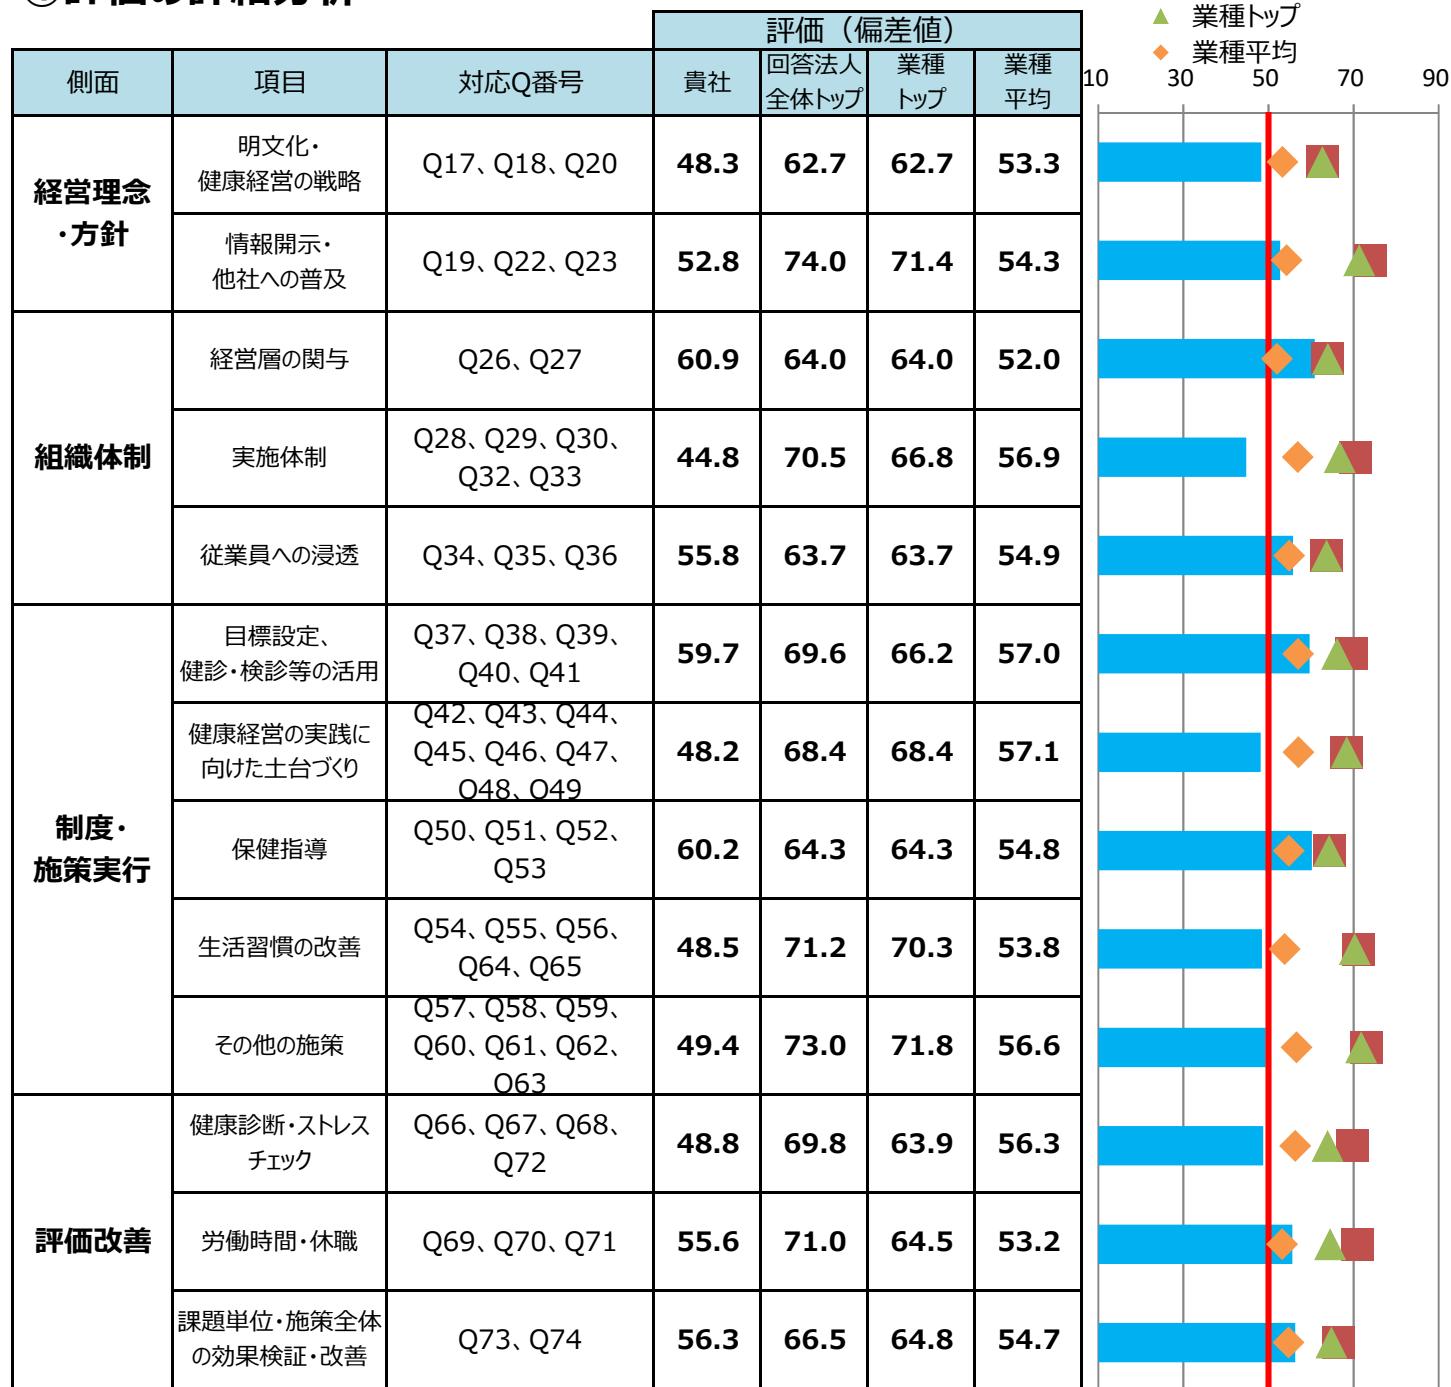 評価（偏差値）
▲ 業種トップ
◆ 業種平均
側面 項目 対応Q番号 貴社 回答法人 業種 業種
全体トップ トップ 平均
10 30 50 70 90
経営理念
・方針
明文化・
健康経営の戦略
Q17、Q18、Q20 48.3 62.7 62.7 53.3
情報開示・
他社への普及
Q19、Q22、Q23 52.8 74.0 71.4 54.3
組織体制
経営層の関与 Q26、Q27 60.9 64.0 64.0 52.0
実施体制
Q28、Q29、Q30、
Q32、Q33
44.8 70.5 66.8 56.9
従業員への浸透 Q34、Q35、Q36 55.8 63.7 63.7 54.9
制度・
施策実行
目標設定、
健診・検診等の活用
Q37、Q38、Q39、
Q40、Q41
59.7 69.6 66.2 57.0
健康経営の実践に
向けた土台づくり
Q42、Q43、Q44、
Q45、Q46、Q47、
Q48、Q49
48.2 68.4 68.4 57.1
保健指導
Q50、Q51、Q52、
Q53
60.2 64.3 64.3 54.8
生活習慣の改善
Q54、Q55、Q56、
Q64、Q65
48.5 71.2 70.3 53.8
その他の施策
Q57、Q58、Q59、
Q60、Q61、Q62、
Q63
49.4 73.0 71.8 56.6
評価改善
健康診断・ストレス
チェック
Q66、Q67、Q68、
Q72
48.8 69.8 63.9 56.3
労働時間・休職 Q69、Q70、Q71 55.6 71.0 64.5 53.2
課題単位・施策全体
の効果検証・改善
Q73、Q74 56.3 66.5 64.8 54.7